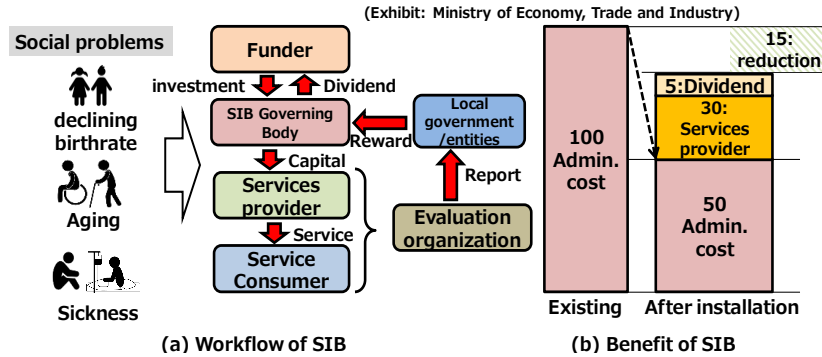 (Exhibit: Ministry of Economy, Trade and Industry)
Social problems
declining
birthrate
Aging
Sickness
Funder
investment
Dividend
SIB Governing
Body
Capital
Services
provider
Service
Service
Consumer
Local
government
/entities
Reward
Report
Evaluation
organization
(a) Workflow of SIB
100
Admin.
cost
Existing
15:
reduction
5:Dividend
30:
Services
provider
50
Admin.
cost
After installation
(b) Benefit of SIB